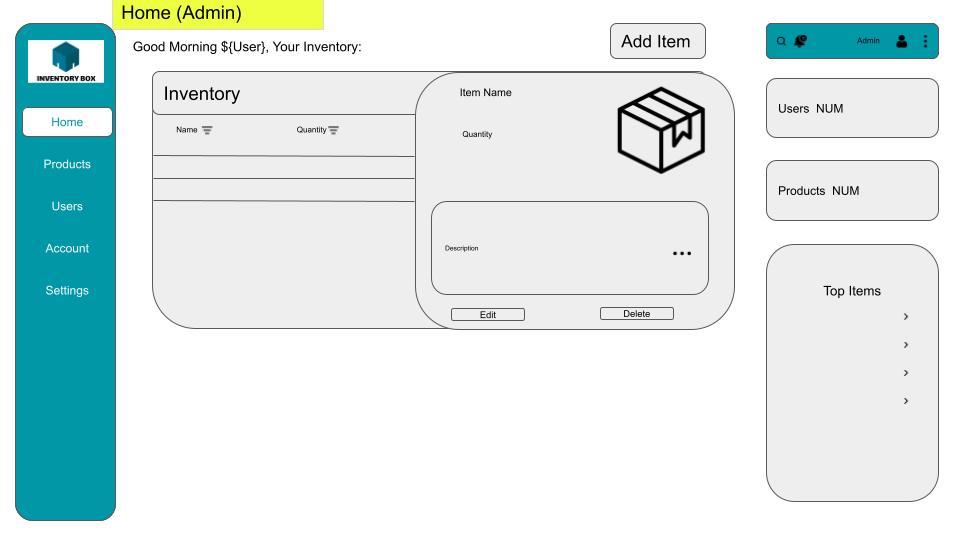 Home (Admin)
Good Morning ${User}, Your Inventory:
Add Item
Admin
INVENTORY BOX
Home
Products
Users
Account
Settings
Inventory
Name
Quantity
Item Name
Quantity
Description
Edit
Delete
Users NUM
Products NUM
Top Items